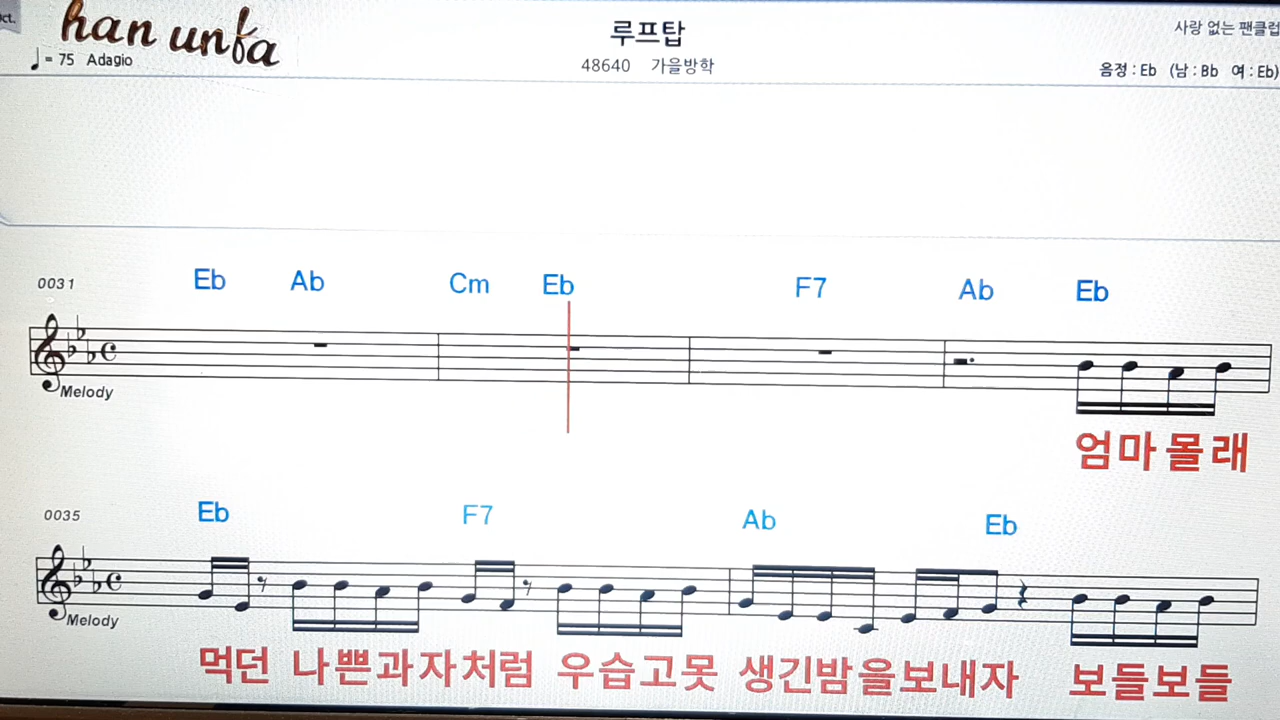 oct.
han unfa
루프탑
사랑 없는 팬클럽
= 75 Adagio
48640 가을방학
음정 : Eb (남 : Bb 여 : Eb)
0031 Eb Ab Cm Eb F7 Ab Eb
Melody
엄마몰래
0035 Eb F7 Ab Eb
Melody
먹던 나쁜과자처럼 우습고못 생긴밤을보내자 보들보들